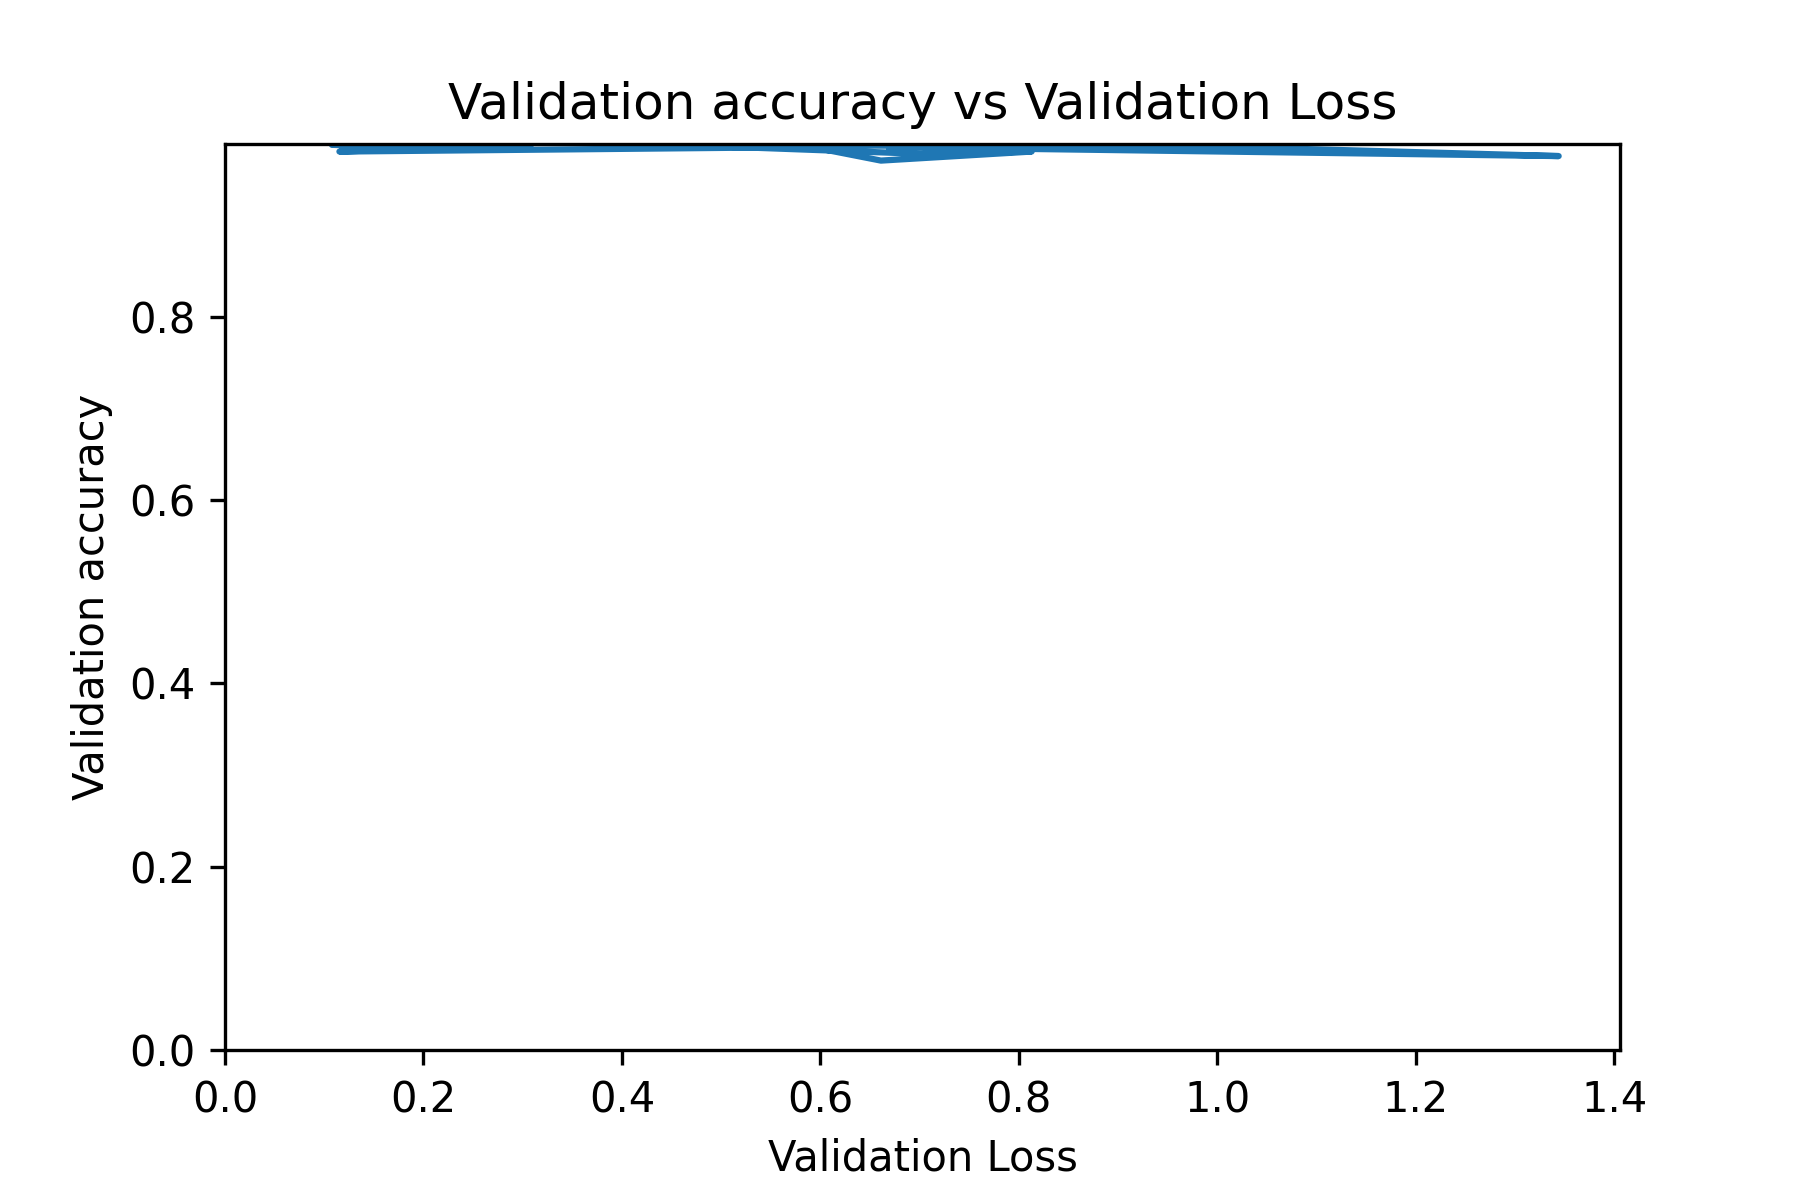 Validation accuracy vs Validation Loss
Validation accuracy
0.8
0.6
0.4
0.2
0.0
0.0 0.2 0.4 0.6 0.8 1.0 1.2 1.4
Validation Loss